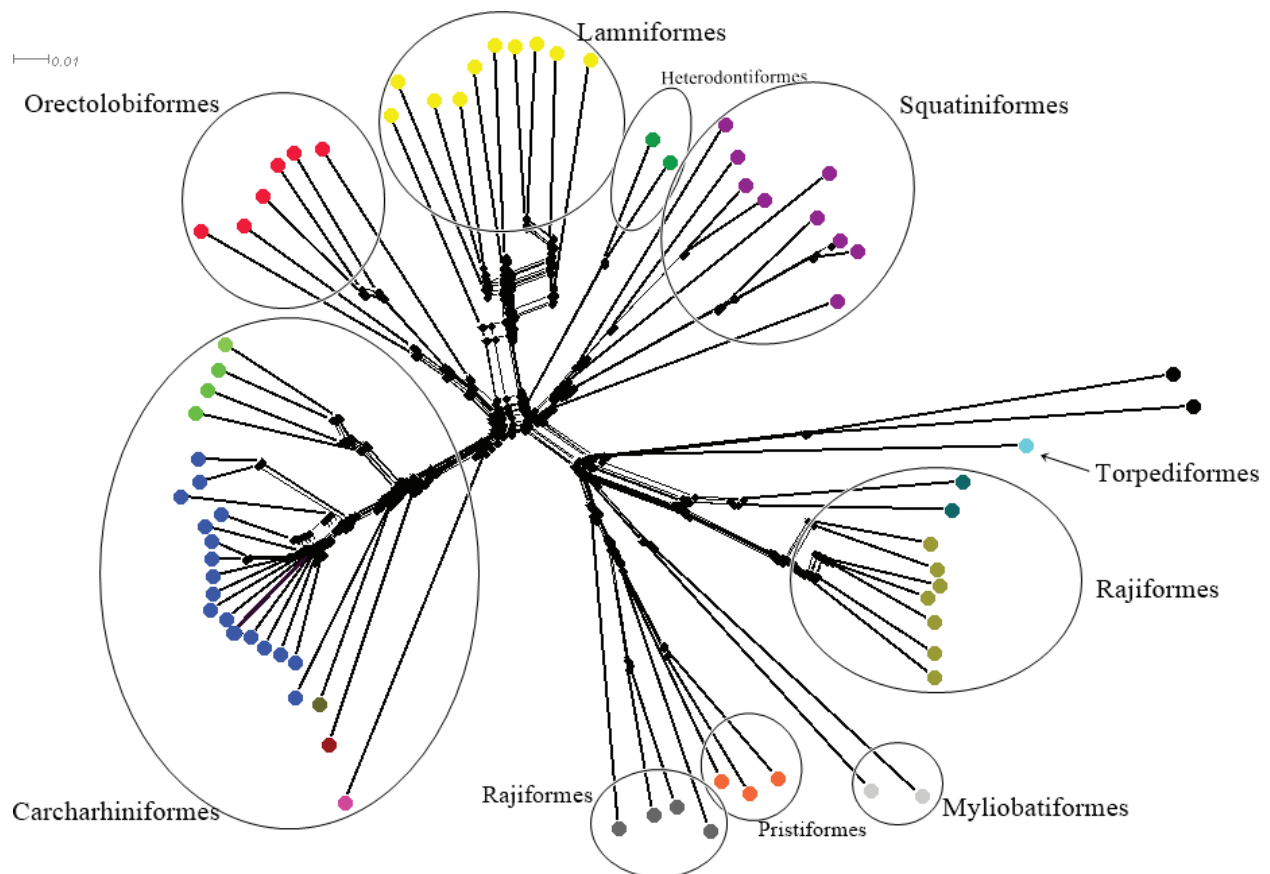 Lamniformes
0.01
Heterodontiformes
Orectolobiformes
Squatiniformes
Torpediformes
Rajiformes
Rajiformes
Carcharhiniformes
Myliobatiformes
Pristiformes